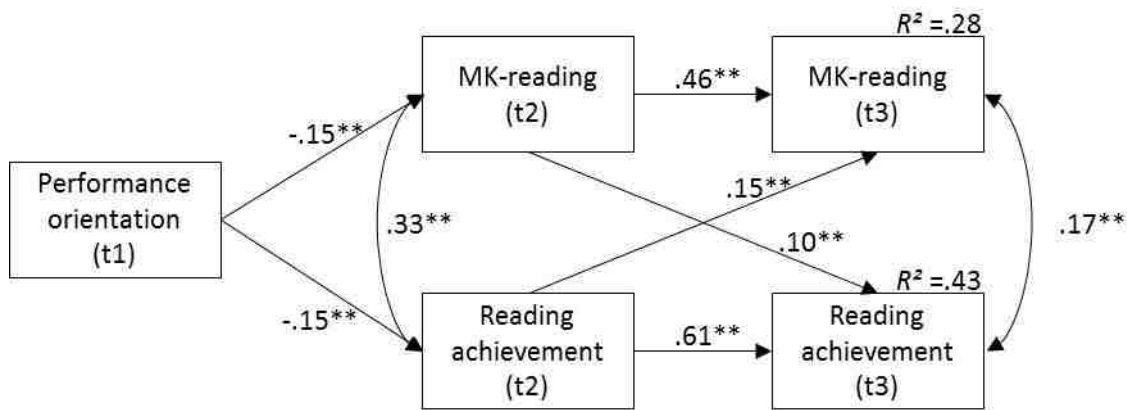 R² =.28
MK-reading
(t2)
.46**
MK-reading
(t3)
-.15**
Performance
orientation
(t1)
.33**
.15**
.10**
.17**
-.15**
R² =.43
Reading
achievement
(t2)
.61**
Reading
achievement
(t3)